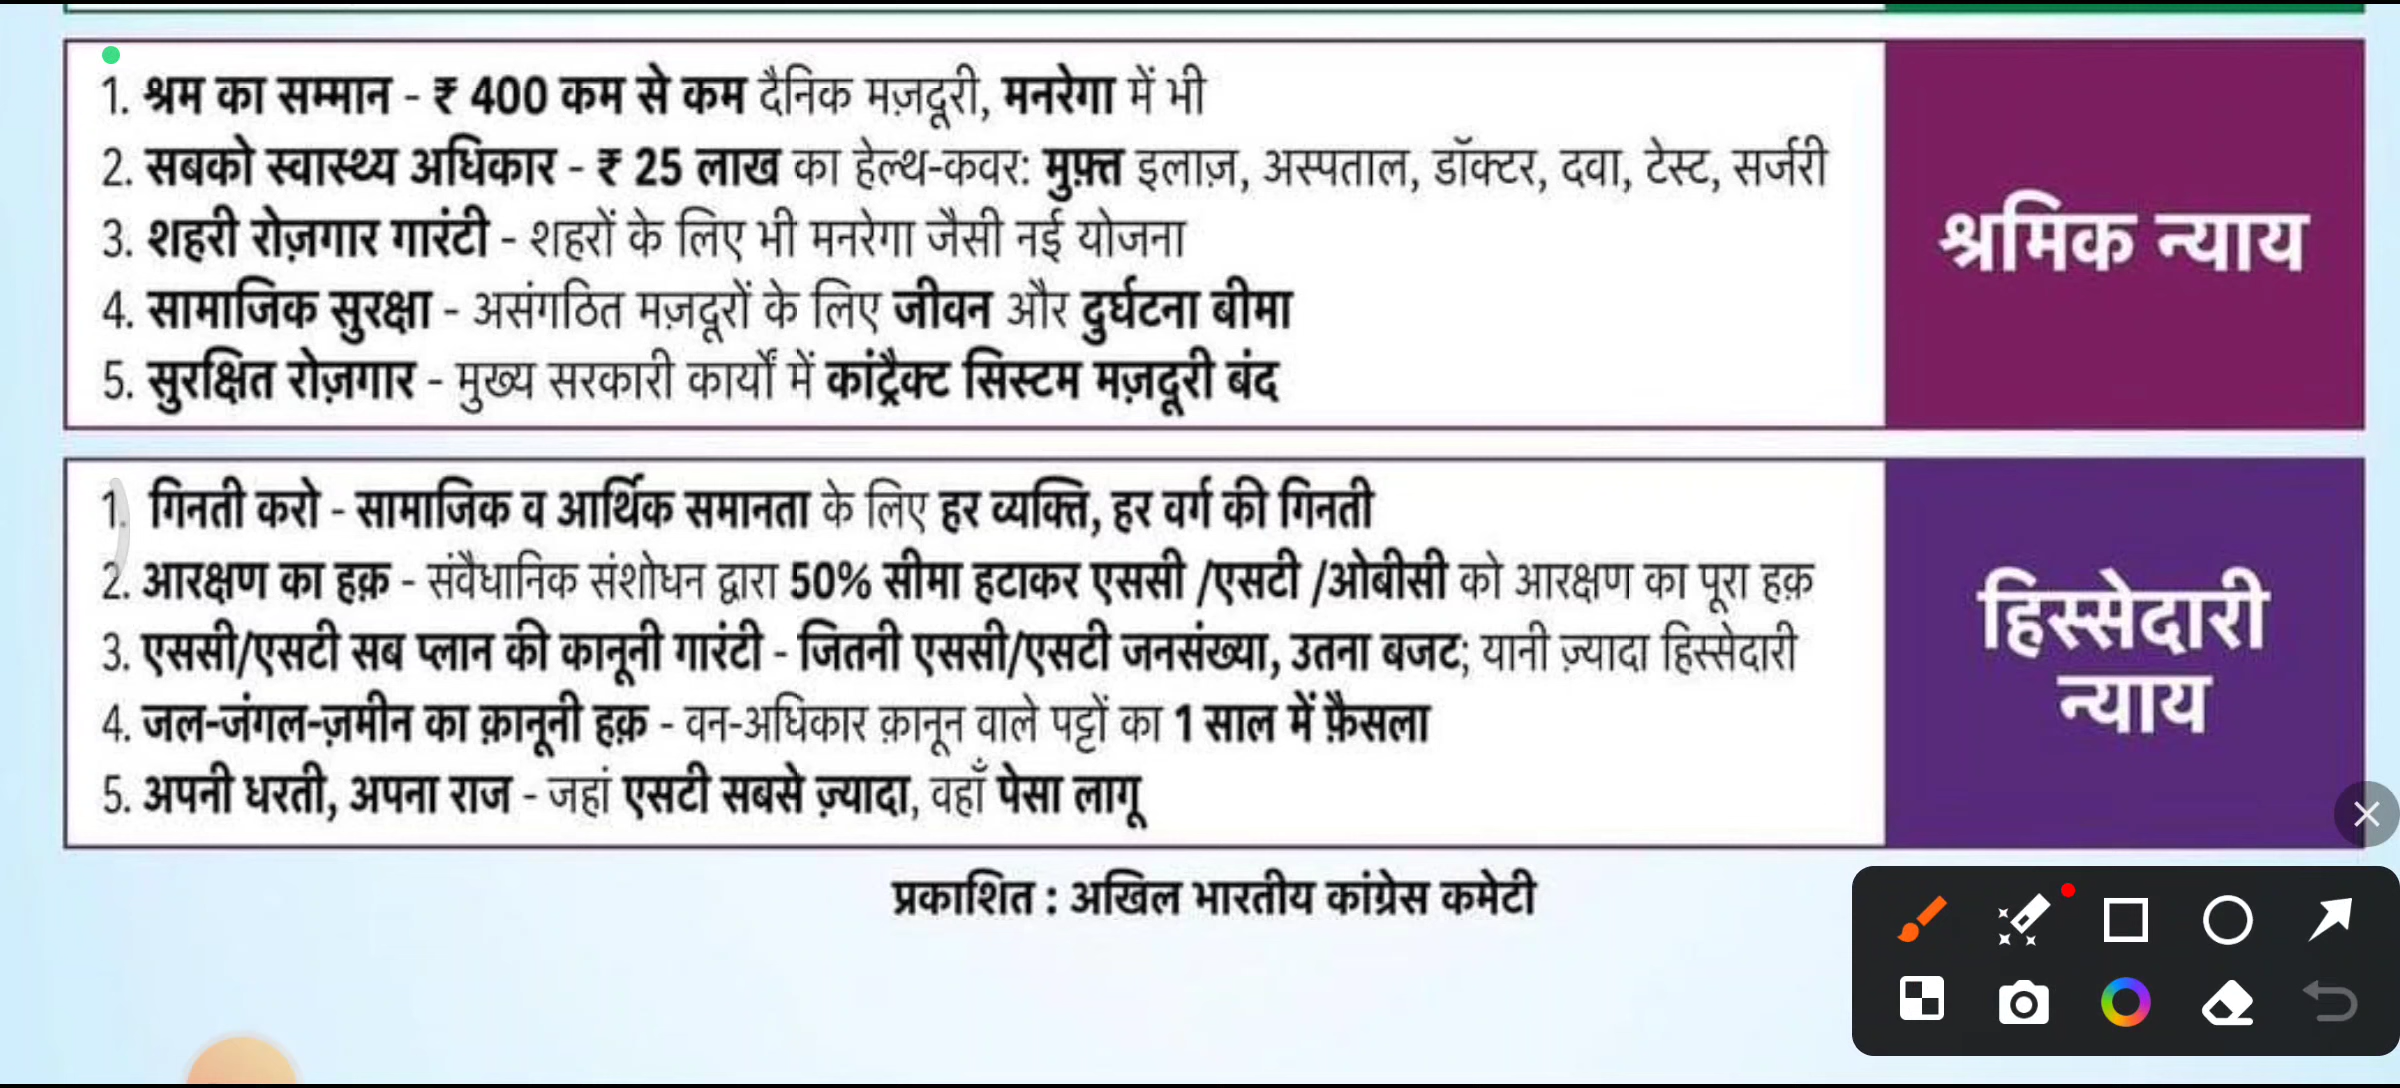 1. श्रम का सम्मान - ₹ 400 कम से कम दैनिक मज़दूरी, मनरेगा में भी
2. सबको स्वास्थ्य अधिकार - ₹ 25 लाख का हेल्थ-कवर: मुफ़्त इलाज़, अस्पताल, डॉक्टर, दवा, टेस्ट, सर्जरी
3. शहरी रोज़गार गारंटी - शहरों के लिए भी मनरेगा जैसी नई योजना
4. सामाजिक सुरक्षा - असंगठित मज़दूरों के लिए जीवन और दुर्घटना बीमा
5. सुरक्षित रोज़गार - मुख्य सरकारी कार्यों में कांट्रैक्ट सिस्टम मज़दूरी बंद
श्रमिक न्याय
1. गिनती करो - सामाजिक व आर्थिक समानता के लिए हर व्यक्ति, हर वर्ग की गिनती
2. आरक्षण का हक़ - संवैधानिक संशोधन द्वारा 50% सीमा हटाकर एससी /एसटी /ओबीसी को आरक्षण का पूरा हक़
3. एससी/एसटी सब प्लान की कानूनी गारंटी - जितनी एससी/एसटी जनसंख्या, उतना बजट; यानी ज़्यादा हिस्सेदारी
4. जल-जंगल-ज़मीन का क़ानूनी हक़ - वन-अधिकार क़ानून वाले पट्टों का 1 साल में फ़ैसला
5. अपनी धरती, अपना राज - जहां एसटी सबसे ज़्यादा, वहाँ पेसा लागू
हिस्सेदारी
न्याय
प्रकाशित : अखिल भारतीय कांग्रेस कमेटी